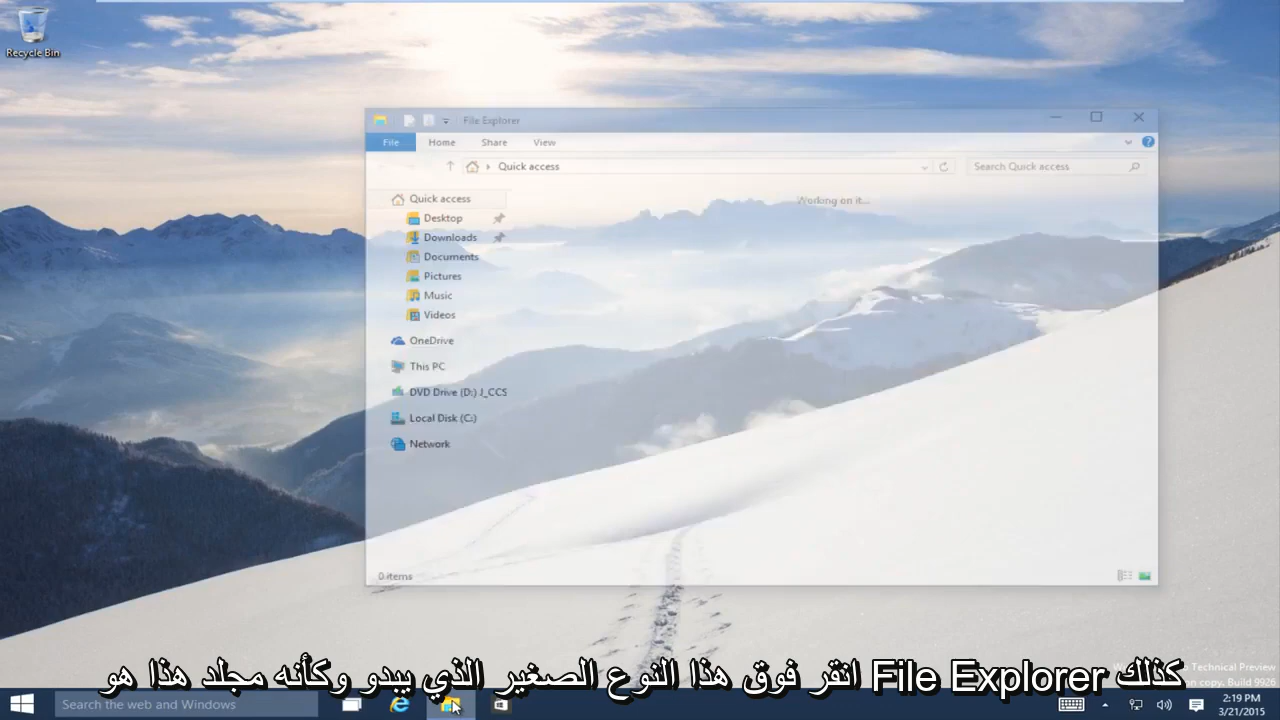 Recycle Bin
File Explorer
File Home Share View
Quick access
Search Quick access
Quick access
Working on it...
Desktop
Downloads
Documents
Pictures
Music
Videos
OneDrive
This PC
DVD Drive (D:) J_CCS
Local Disk (C:)
Network
0 items
Technical Preview
on copy. Build 9926
كذلك File Explorer انقر فوق هذا النوع الصغير الذي يبدو وكأنه مجلد هذا هو
Search the web and Windows
2:19 PM
3/21/2015